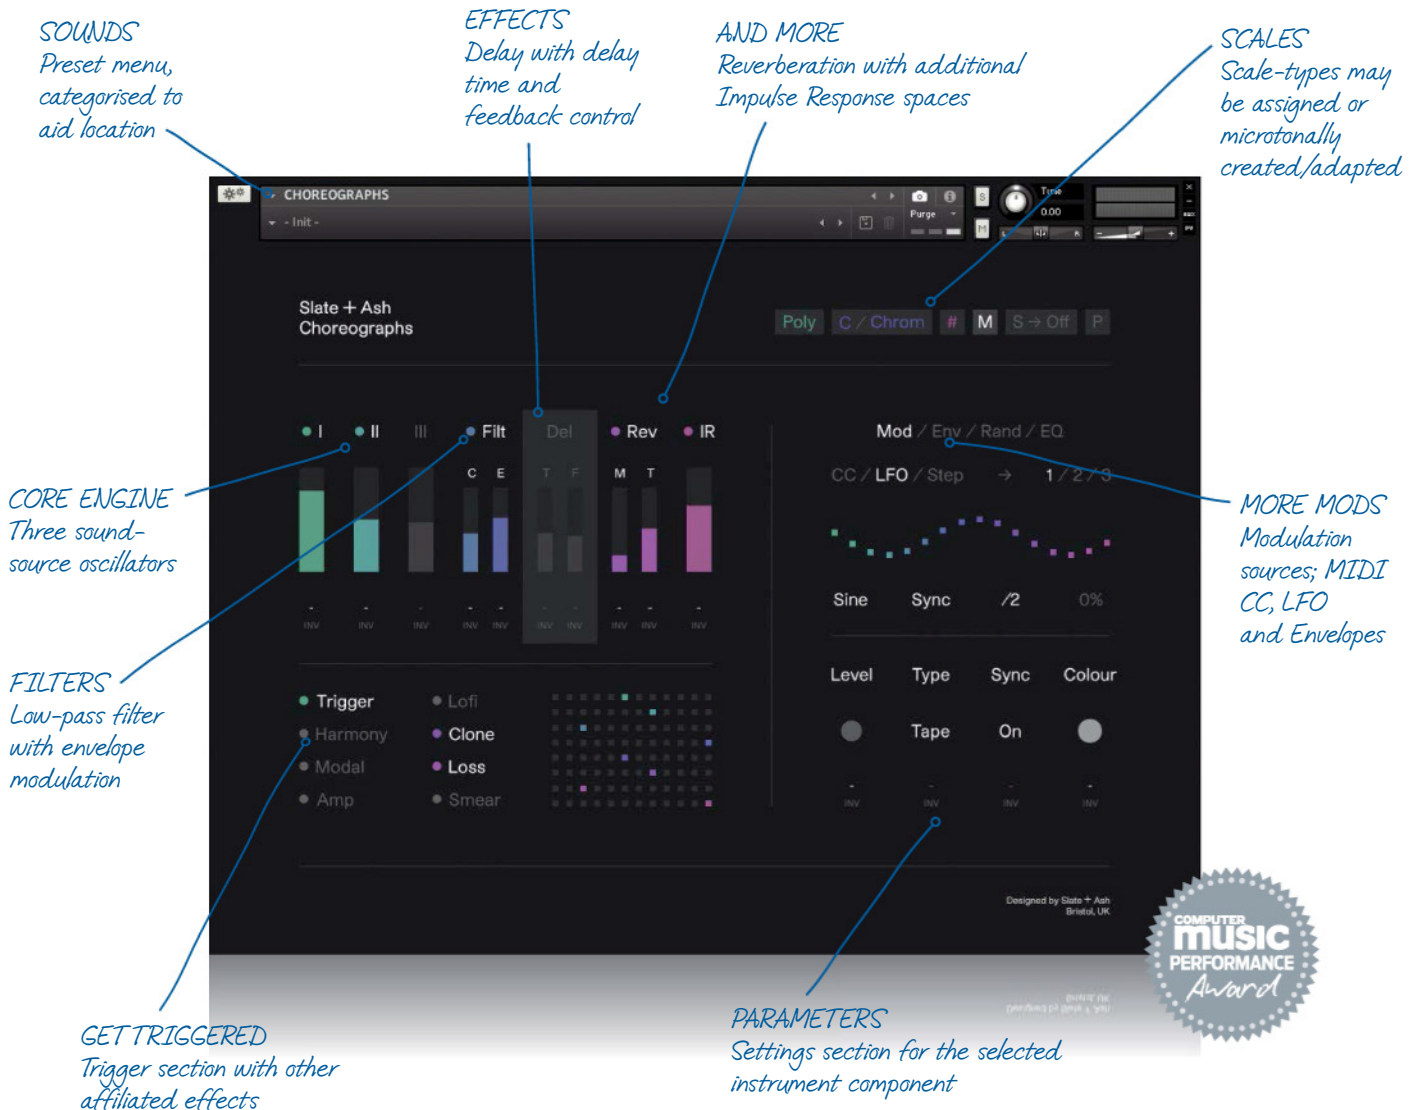 SOUNDS
Preset menu,
categorised to
aid location
EFFECTS
Delay with delay
time and
feedback control
AND MORE
Reverberation with additional
Impulse Response spaces
SCALES
Scale-types may
be assigned or
microtonally
created/adapted
CHOREOGRAPHS
- Init -
Purge
S
M
Tune
0.00
L
R
Slate + Ash
Choreographs
Poly
C / Chrom
#
M
S → Off
P
I
II
III
Filt
Del
Rev
IR
C E
T F
M T
INV INV INV INV INV INV INV INV INV INV
Mod / Env / Rand / EQ
CC / LFO / Step → 1 / 2 / 3
Sine Sync /2 0%
Level Type Sync Colour
Tape On
INV INV INV INV
CORE ENGINE
Three sound-
source oscillators
MORE MODS
Modulation
sources; MIDI
CC, LFO
and Envelopes
FILTERS
Low-pass filter
with envelope
modulation
Trigger
Harmony
Modal
Amp
Lofi
Clone
Loss
Smear
Designed by Slate + Ash
Bristol, UK
COMPUTER
music
PERFORMANCE
Award
GET TRIGGERED
Trigger section with other
affiliated effects
PARAMETERS
Settings section for the selected
instrument component